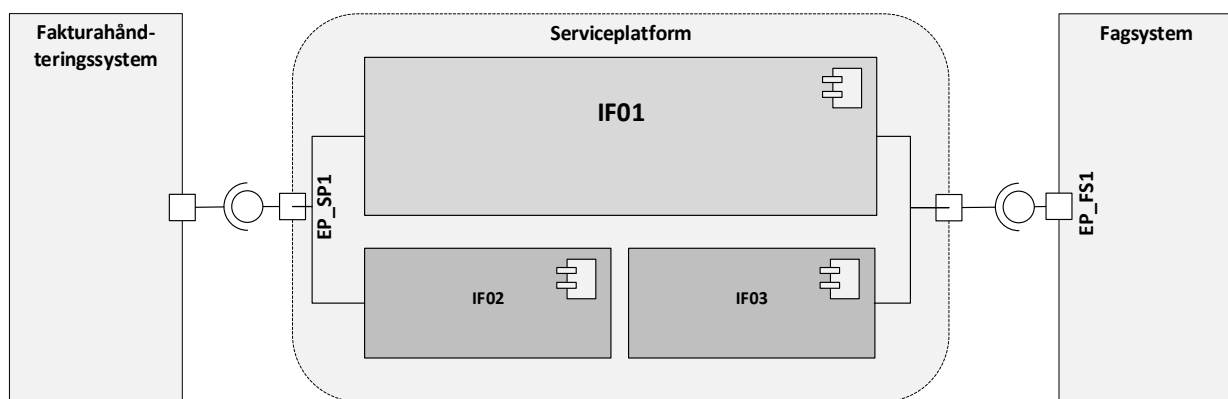 Fakturahånd-
teringssystem
Serviceplatform
Fagsystem
IF01
EP_SP1
EP_FS1
IF02
IF03